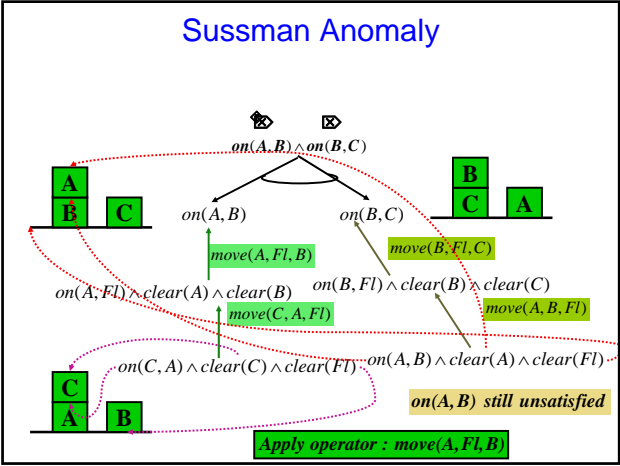 Sussman Anomaly
on(A,B) ∧ on(B,C)
A
B C
B
C A
on(A,B) on(B,C)
move(A,Fl,B)
move(B,Fl,C)
on(A,Fl) ∧ clear(A) ∧ clear(B)
on(B,Fl) ∧ clear(B) ∧ clear(C)
move(C,A,Fl)
move(A,B,Fl)
on(C,A) ∧ clear(C) ∧ clear(Fl)
on(A,B) ∧ clear(A) ∧ clear(Fl)
C
A B
on(A,B) still unsatisfied
Apply operator : move(A,Fl,B)